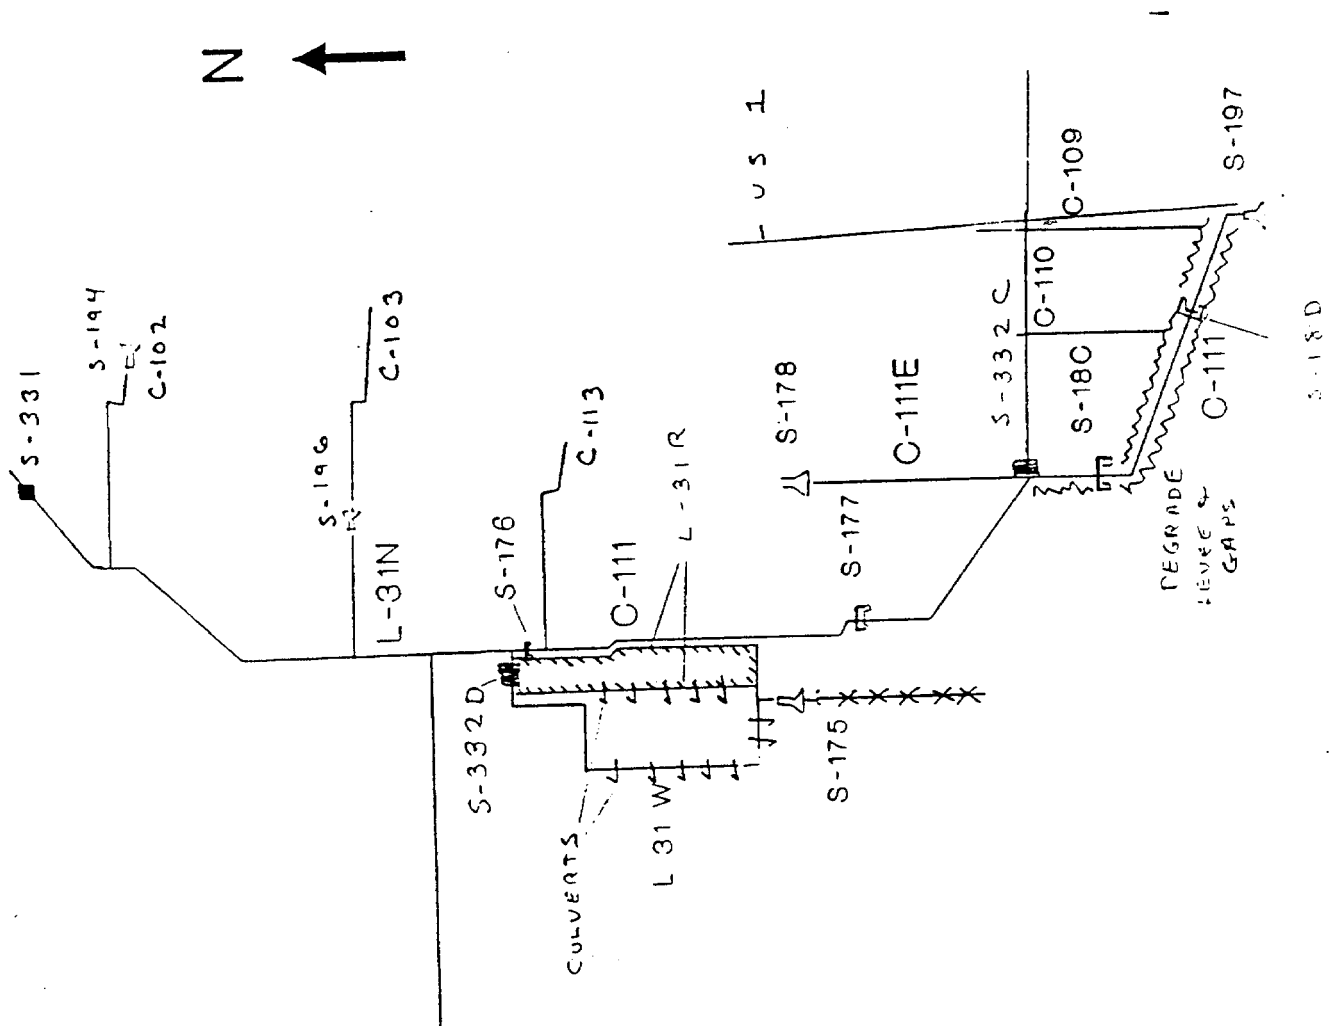 N
S-331
S-194
C-102
S-196
C-103
L-31N
S-176
C-113
S-332D
C-111
L-31R
CULVERTS
L 31 W
S-175
S-177
S-178
C-111E
US 1
S-332 C
C-110
C-109
S-18C
C-111
S-197
S-18D
DEGRADE
LEVEE &
GAPS